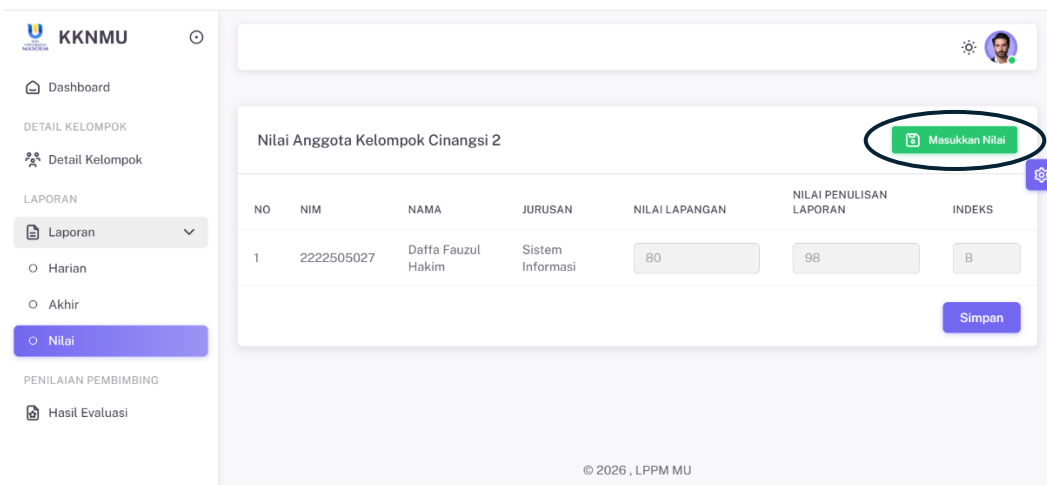 KKNMU
Dashboard
DETAIL KELOMPOK
Detail Kelompok
LAPORAN
Laporan
Harian
Akhir
Nilai
PENILAIAN PEMBIMBING
Hasil Evaluasi
Nilai Anggota Kelompok Cinangsi 2
Masukkan Nilai
NO NIM NAMA JURUSAN NILAI LAPANGAN NILAI PENULISAN LAPORAN INDEKS
1 2222505027 Daffa Fauzul Hakim Sistem Informasi 80 98 B
Simpan
© 2026 , LPPM MU